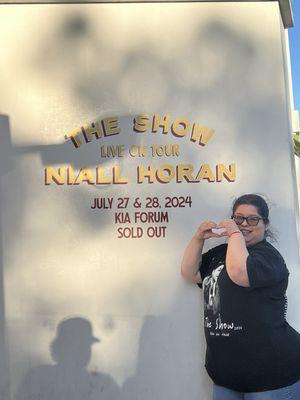 THE SHOW
LIVE ON TOUR
NIALL HORAN
JULY 27 & 28, 2024
KIA FORUM
SOLD OUT
The Show